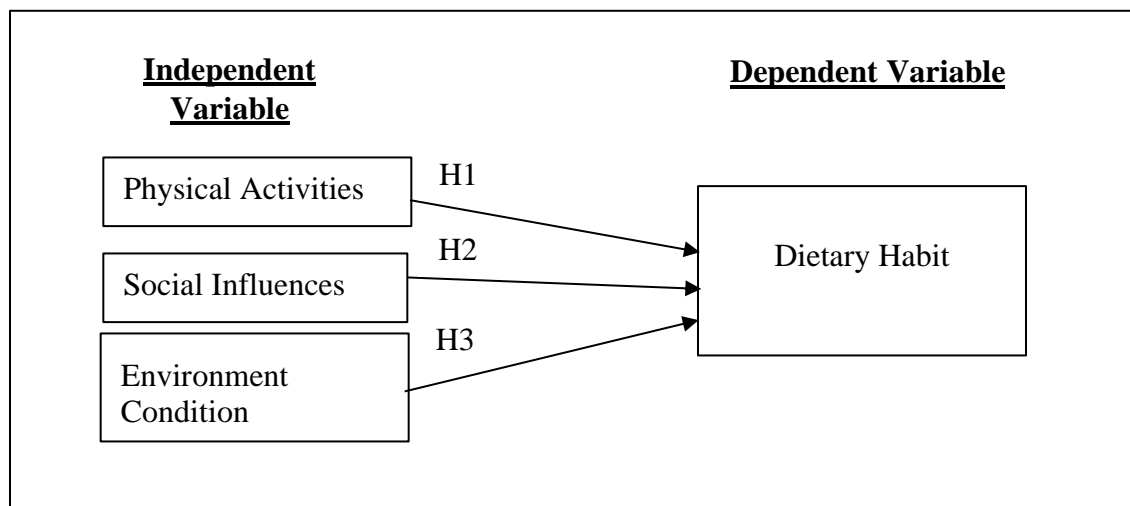 Independent
Variable
Dependent Variable
Physical Activities
H1
H2
Dietary Habit
Social Influences
H3
Environment
Condition